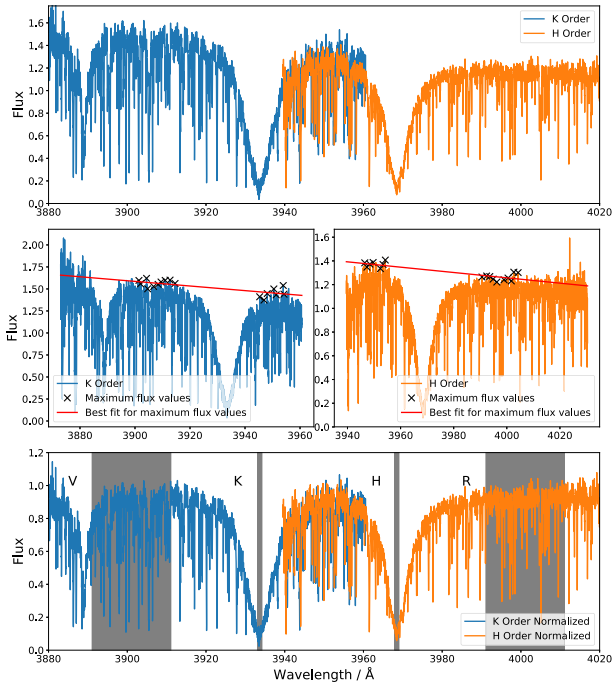 1.6
1.4
1.2
1.0
0.8
0.6
0.4
0.2
0.0
Flux
K Order
H Order
3880 3900 3920 3940 3960 3980 4000 4020
2.00
1.75
1.50
1.25
1.00
0.75
0.50
0.25
0.00
Flux
K Order
Maximum flux values
Best fit for maximum flux values
3880 3900 3920 3940 3960
1.6
1.4
1.2
1.0
0.8
0.6
0.4
0.2
0.0
H Order
Maximum flux values
Best fit for maximum flux values
3940 3960 3980 4000 4020
1.0
0.8
0.6
0.4
0.2
0.0
Flux
V K H R
K Order Normalized
H Order Normalized
3880 3900 3920 3940 3960 3980 4000 4020
Wavelength / Å